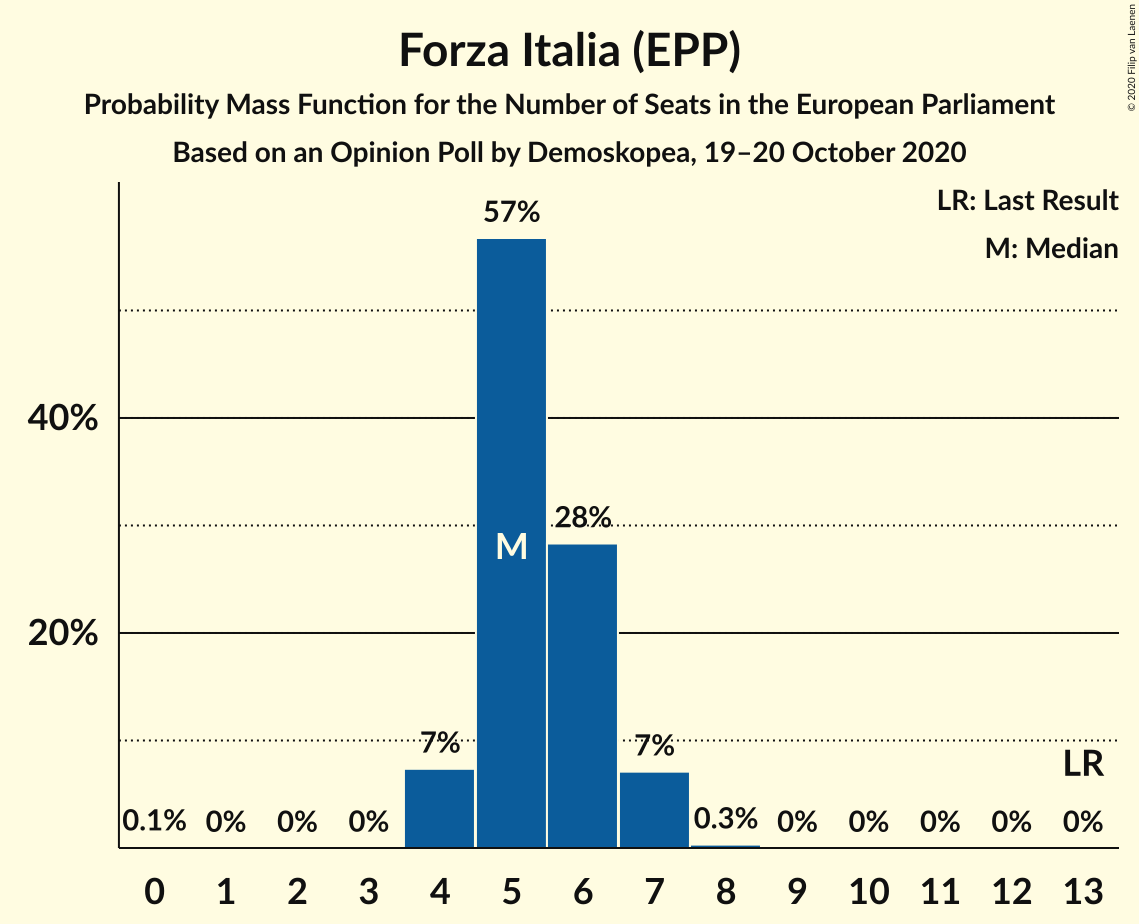 Forza Italia (EPP)
Probability Mass Function for the Number of Seats in the European Parliament
Based on an Opinion Poll by Demoskopea, 19–20 October 2020
© 2020 Filip van Laenen
LR: Last Result
M: Median
57%
40%
28%
M
20%
7%
7%
LR
0.1% 0% 0% 0% 0.3% 0% 0% 0% 0% 0%
0 1 2 3 4 5 6 7 8 9 10 11 12 13